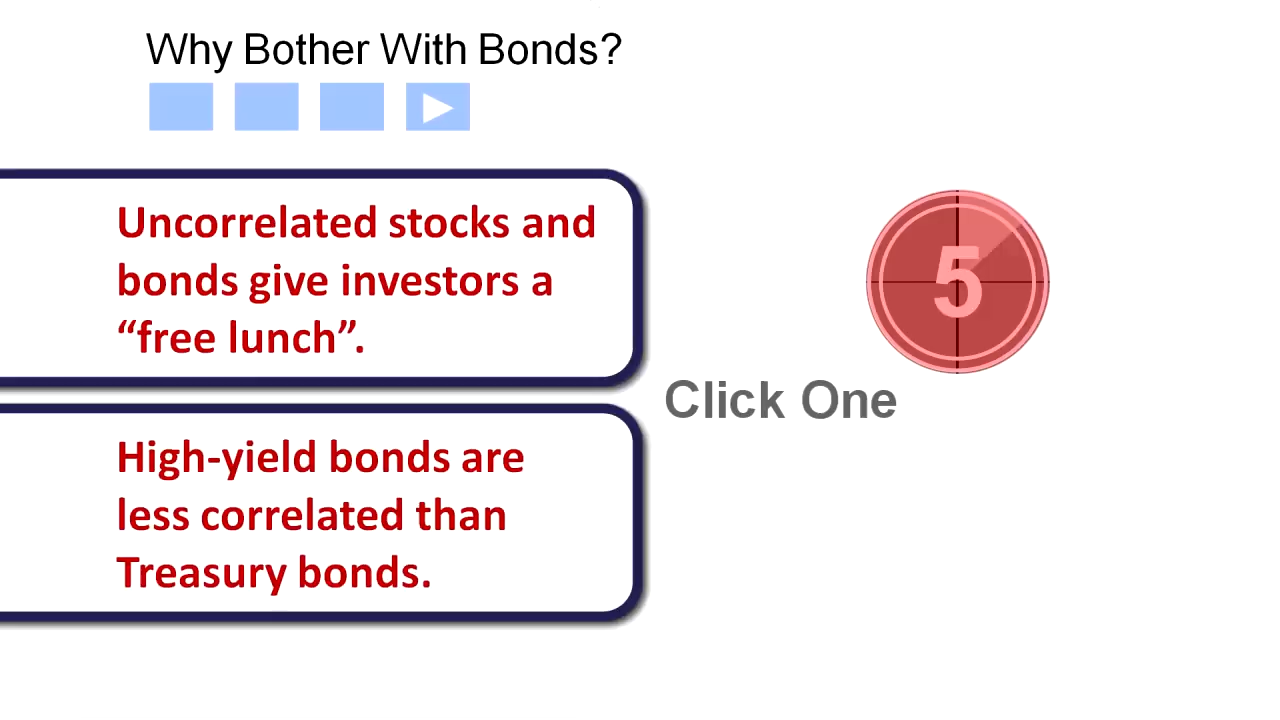 Why Bother With Bonds?
Uncorrelated stocks and
bonds give investors a
“free lunch”.
5
Click One
High-yield bonds are
less correlated than
Treasury bonds.